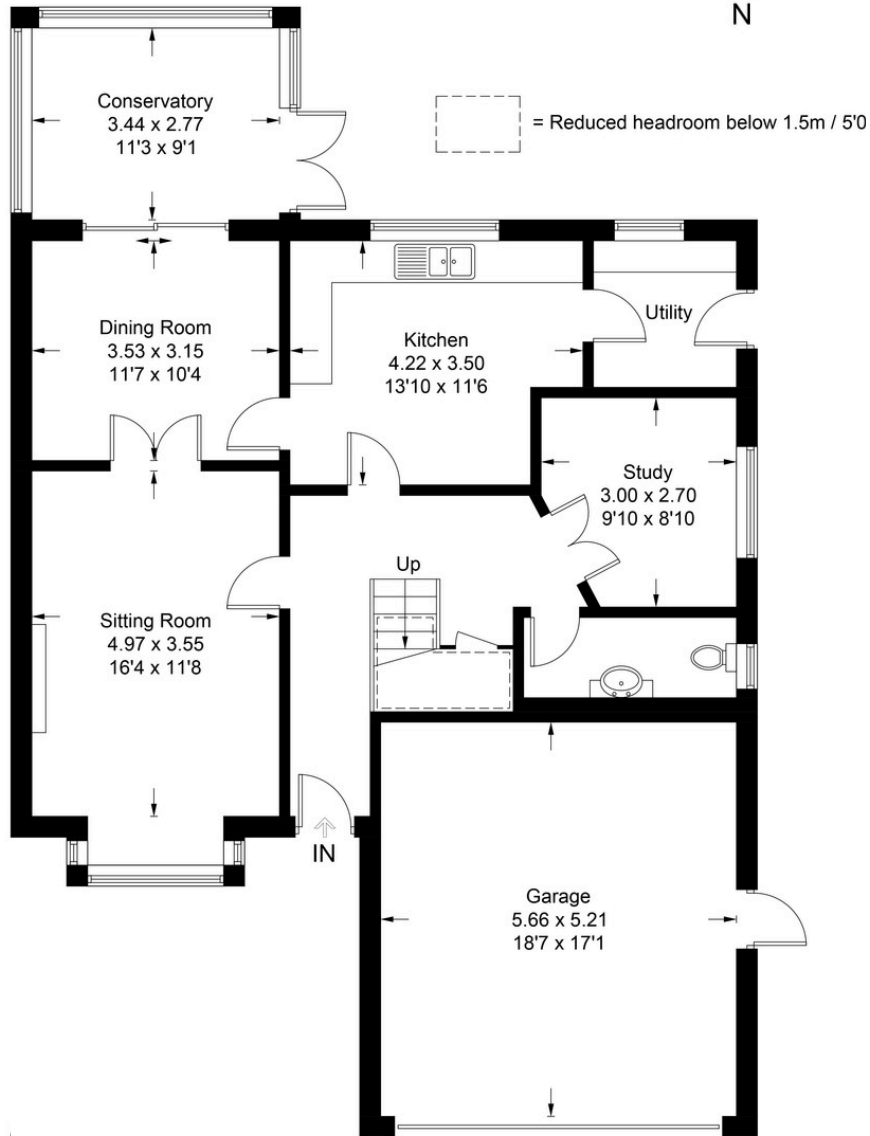 N
Conservatory
3.44 x 2.77
11'3 x 9'1
= Reduced headroom below 1.5m / 5'0
Dining Room
3.53 x 3.15
11'7 x 10'4
Kitchen
4.22 x 3.50
13'10 x 11'6
Utility
Study
3.00 x 2.70
9'10 x 8'10
Up
Sitting Room
4.97 x 3.55
16'4 x 11'8
IN
Garage
5.66 x 5.21
18'7 x 17'1